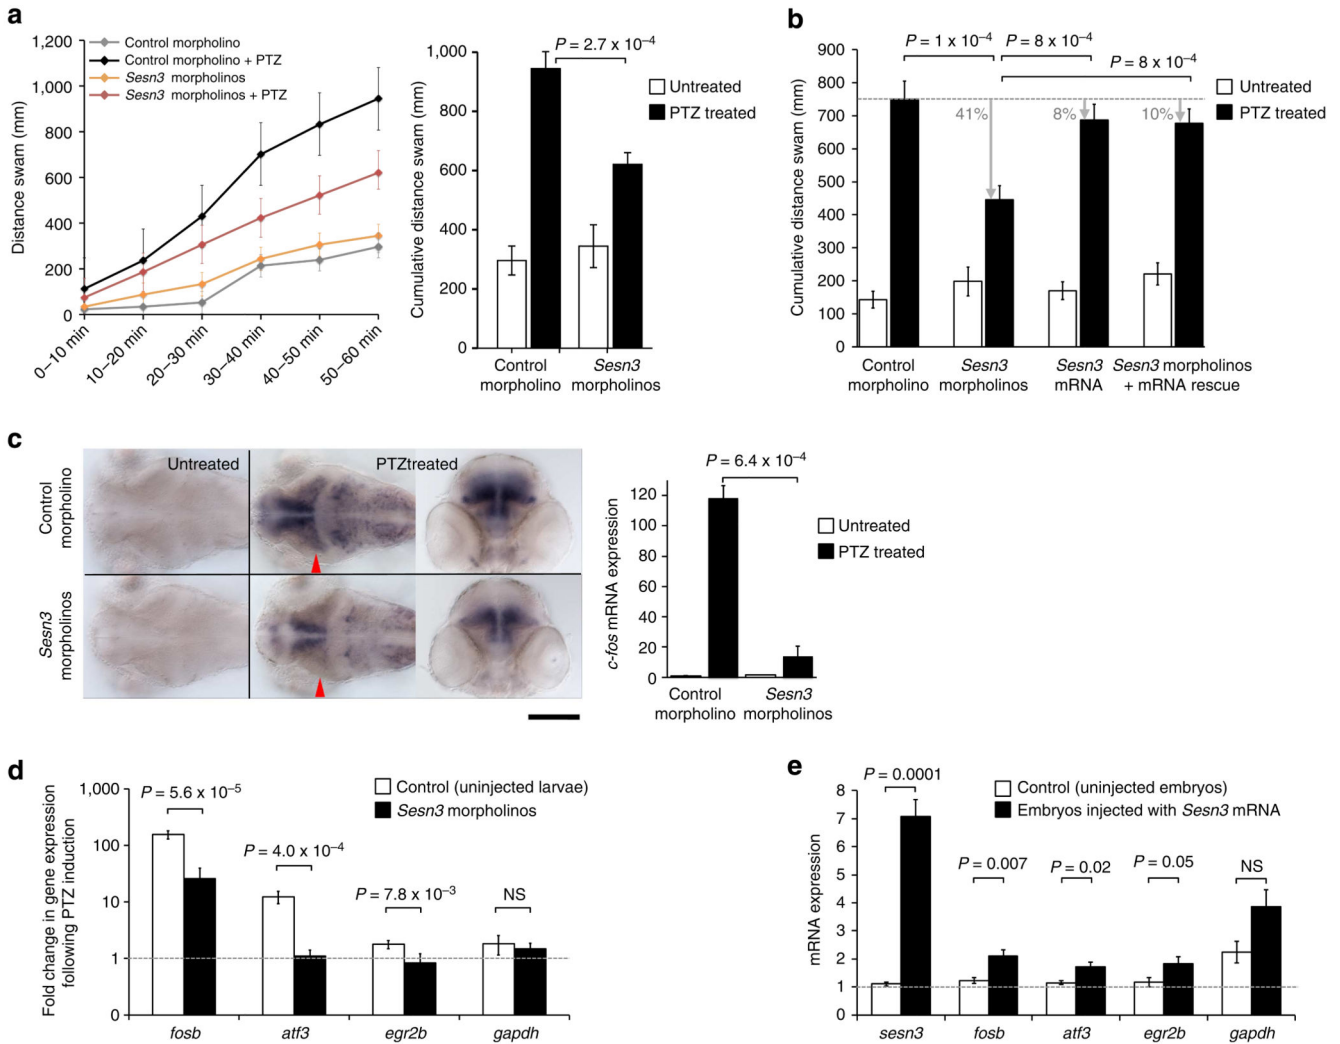 a
1,200
1,000
800
600
400
200
0
Distance swam (mm)
Control morpholino
Control morpholino + PTZ
Sesn3 morpholinos
Sesn3 morpholinos + PTZ
0–10 min
10–20 min
20–30 min
30–40 min
40–50 min
50–60 min
1,000
800
600
400
200
0
Cumulative distance swam (mm)
P = 2.7 x 10–4
Untreated
PTZ treated
Control
morpholino
Sesn3
morpholinos
b
900
800
700
600
500
400
300
200
100
0
Cumulative distance swam (mm)
P = 1 x 10–4
P = 8 x 10–4
P = 8 x 10–4
41%
8%
10%
Untreated
PTZ treated
Control
morpholino
Sesn3
morpholinos
Sesn3
mRNA
Sesn3 morpholinos
+ mRNA rescue
c
Untreated
PTZtreated
Control
morpholino
Sesn3
morpholinos
P = 6.4 x 10–4
120
100
80
60
40
20
0
c-fos mRNA expression
Untreated
PTZ treated
Control
morpholino
Sesn3
morpholinos
d
Fold change in gene expression
following PTZ induction
1,000
100
10
1
0
P = 5.6 x 10–5
P = 4.0 x 10–4
P = 7.8 x 10–3
NS
Control (uninjected larvae)
Sesn3 morpholinos
fosb
atf3
egr2b
gapdh
e
mRNA expression
8
7
6
5
4
3
2
1
0
P = 0.0001
P = 0.007
P = 0.02
P = 0.05
NS
Control (uninjected embryos)
Embryos injected with Sesn3 mRNA
sesn3
fosb
atf3
egr2b
gapdh